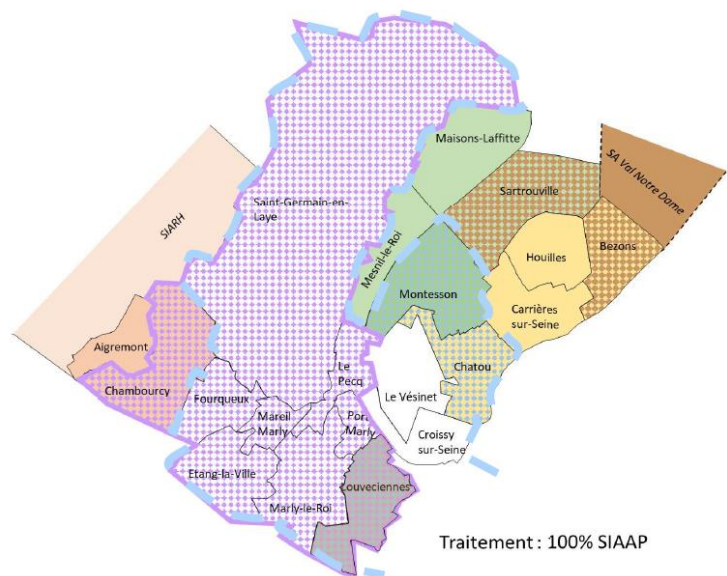 Maisons-Laffitte
SA Val Notre Dame
Sartrouville
SIARH
Saint-Germain-en-
Laye
Mesnil-le-Roi
Houilles
Bezons
Montesson
Carrières
sur-Seine
Aigremont
Chatou
Le
Pecq
Chambourcy
Fourqueux
Le Vésinet
Mareil
Marly
Port
Marly
Croissy
sur-Seine
Etang-la-Ville
Louveciennes
Marly-le-Roi
Traitement : 100% SIAAP